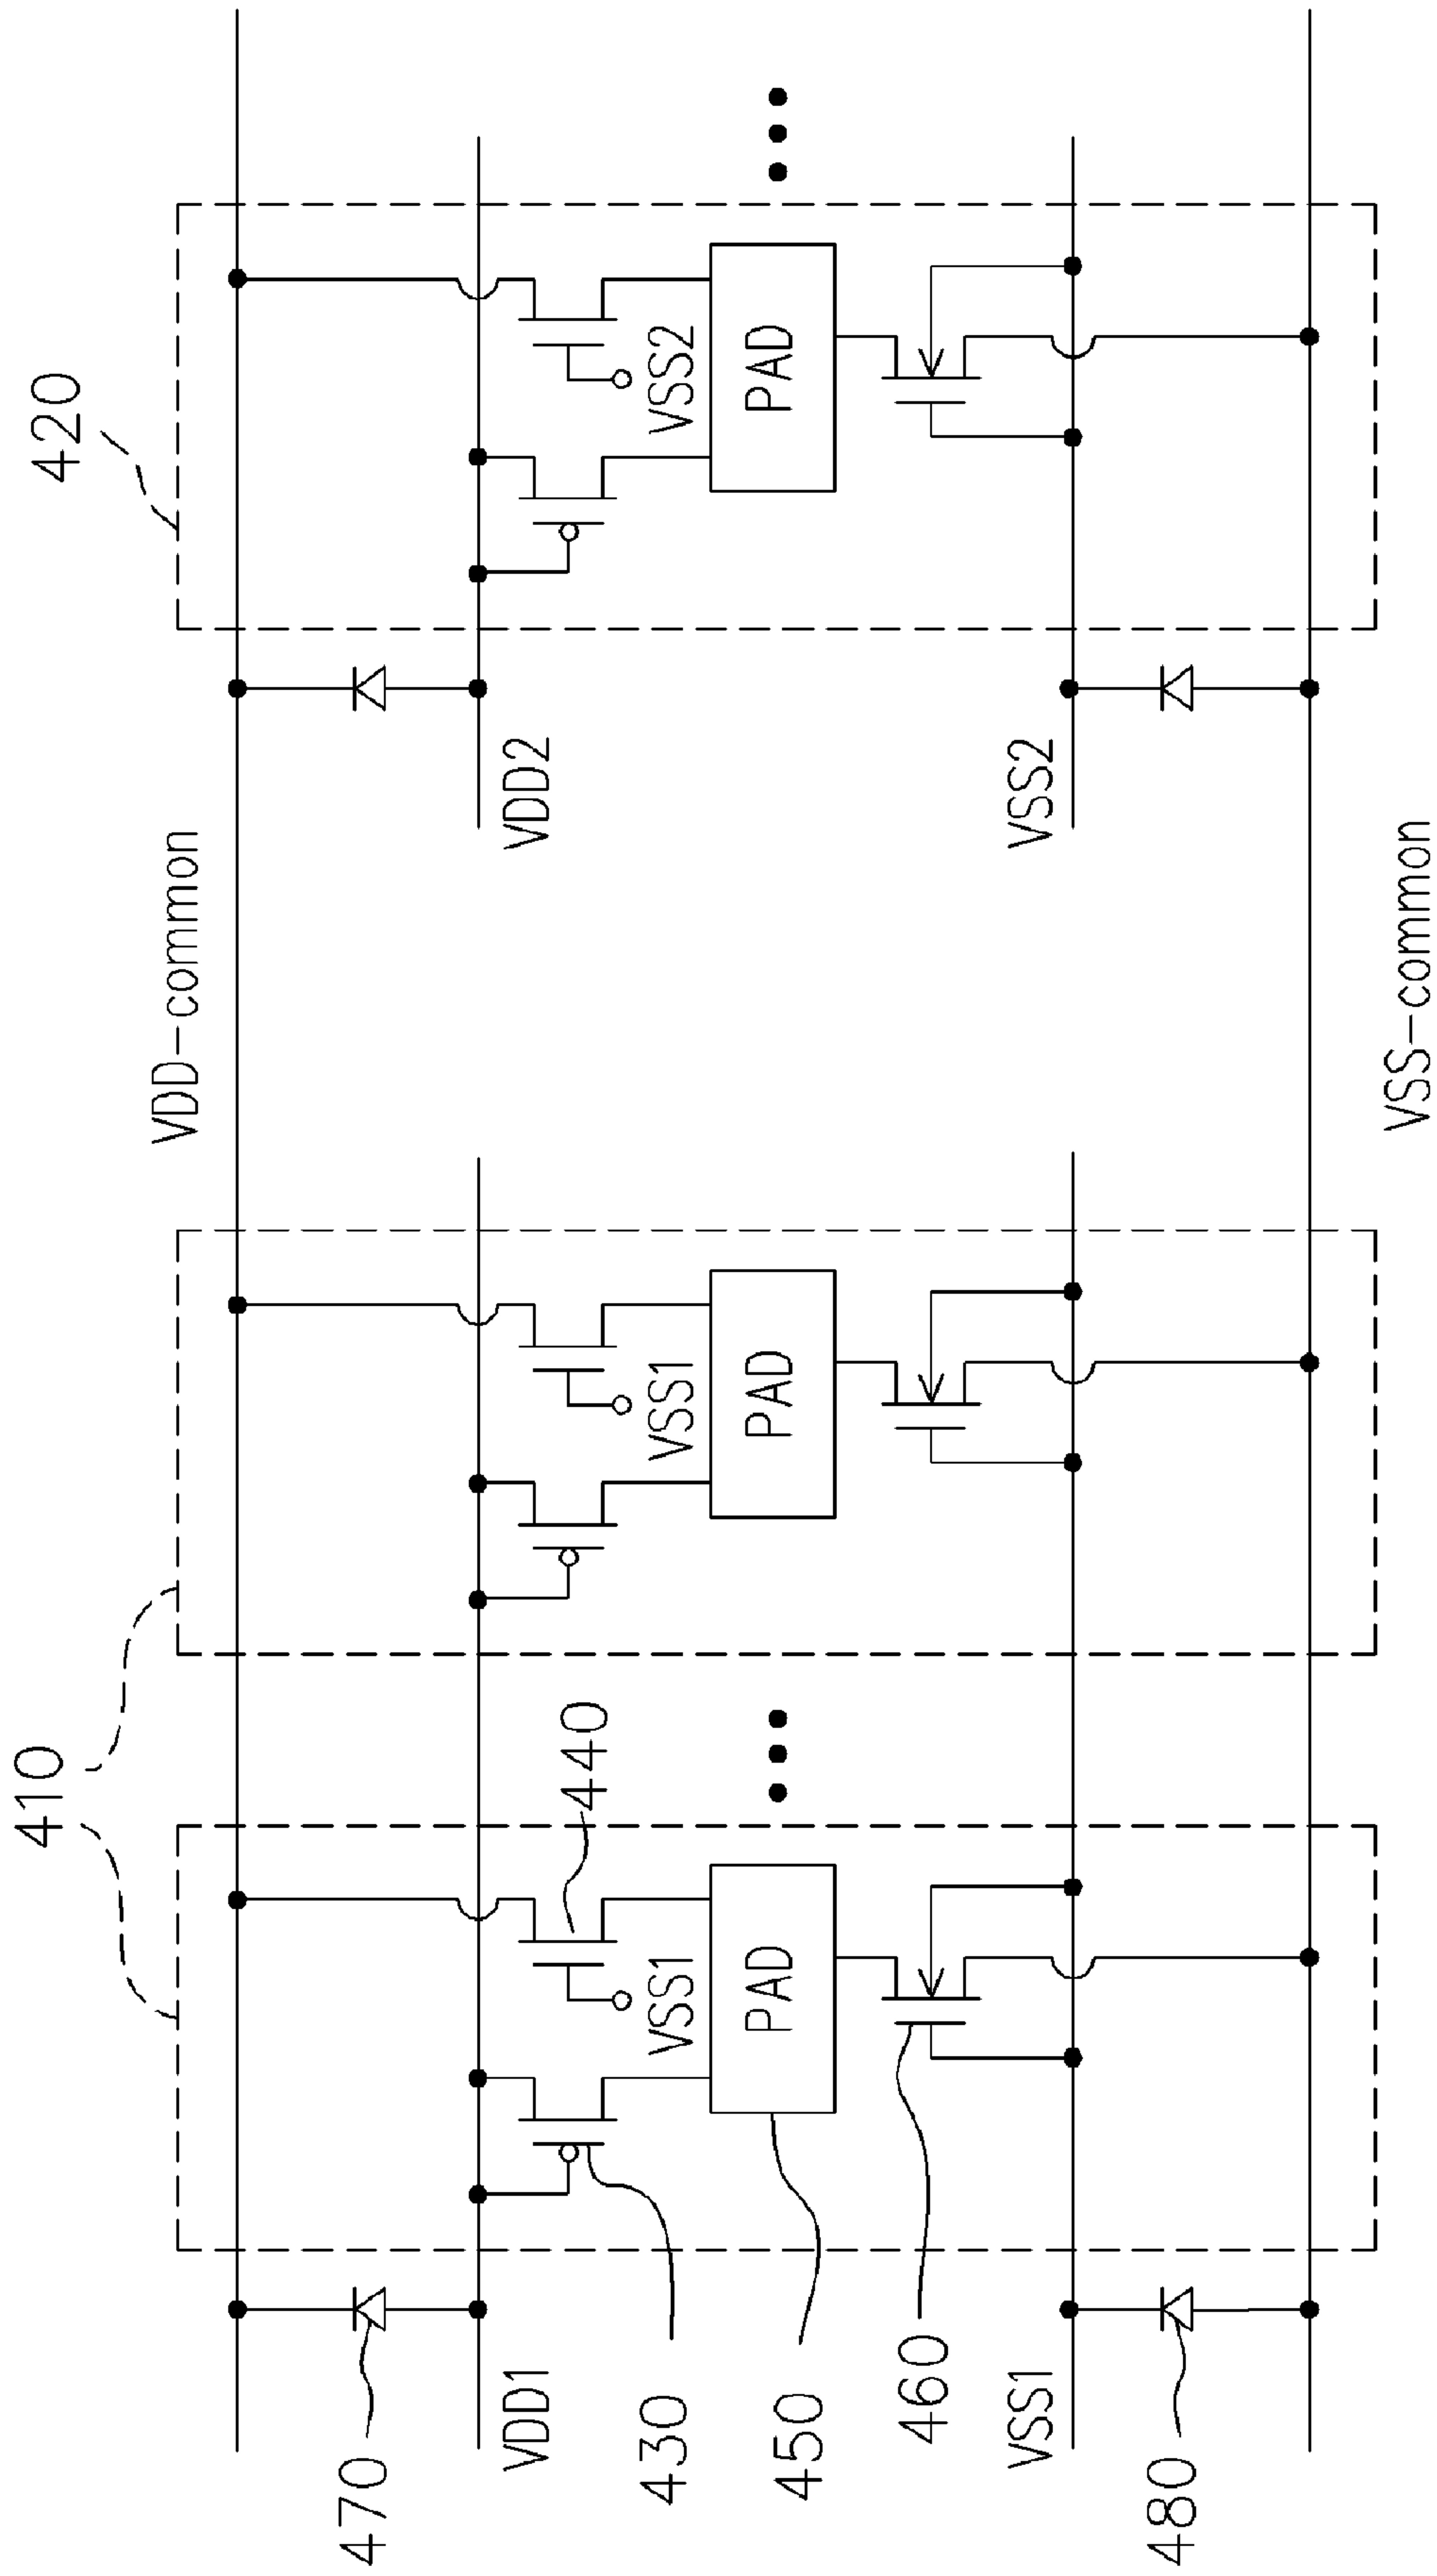 410
420
VDD-common
470
440
VDD1
VDD2
430
VSS1
VSS1
VSS2
450
PAD
PAD
PAD
460
VSS1
VSS2
480
VSS-common